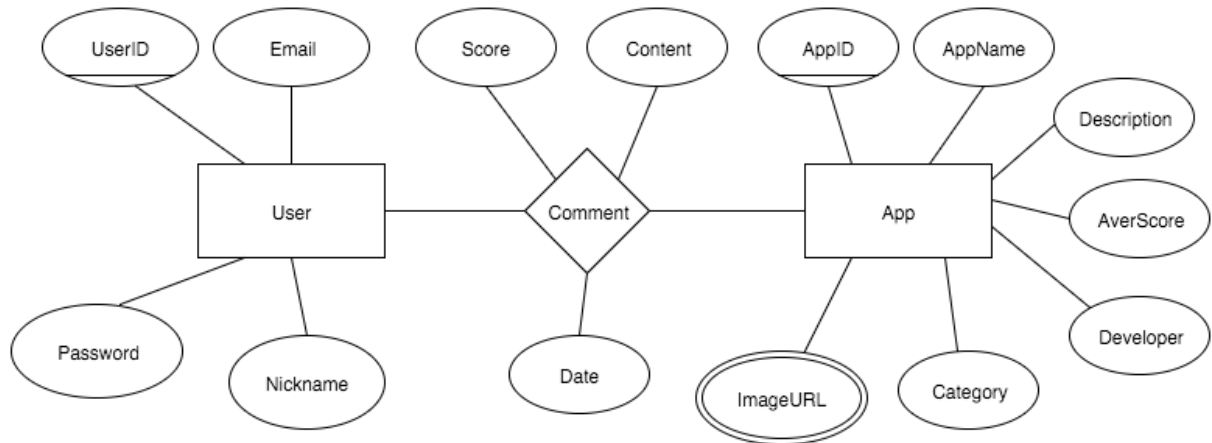 UserID
Email
Score
Content
AppID
AppName
Description
User
Comment
App
AverScore
Password
Nickname
Date
ImageURL
Category
Developer